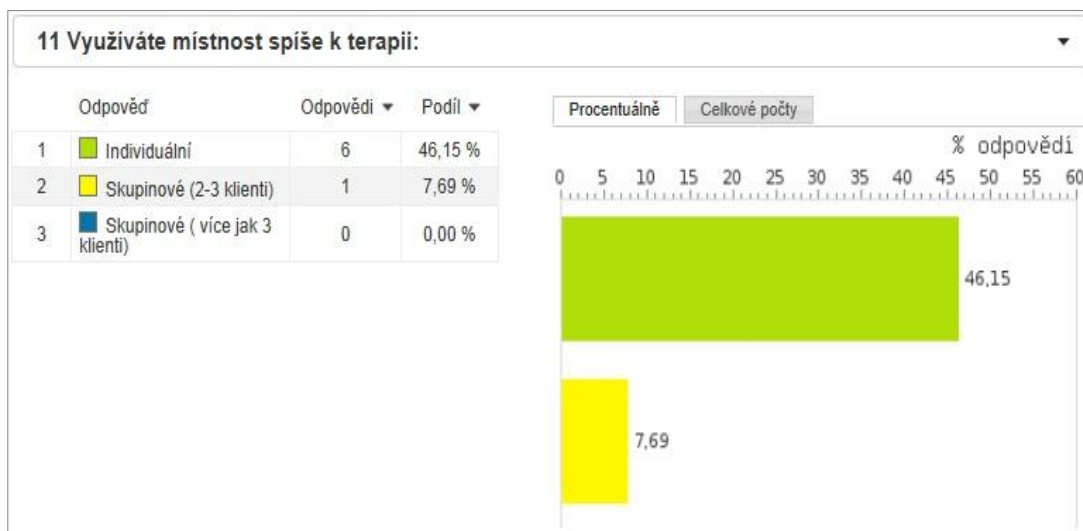 11 Využíváte místnost spíše k terapii:
Odpověď Odpovědi Podíl
1 Individuální 6 46,15 %
2 Skupinové (2-3 klienti) 1 7,69 %
3 Skupinové ( více jak 3
klienti) 0 0,00 %
Procentuálně Celkové počty
% odpovědí
0 5 10 15 20 25 30 35 40 45 50 55 60
46,15
7,69